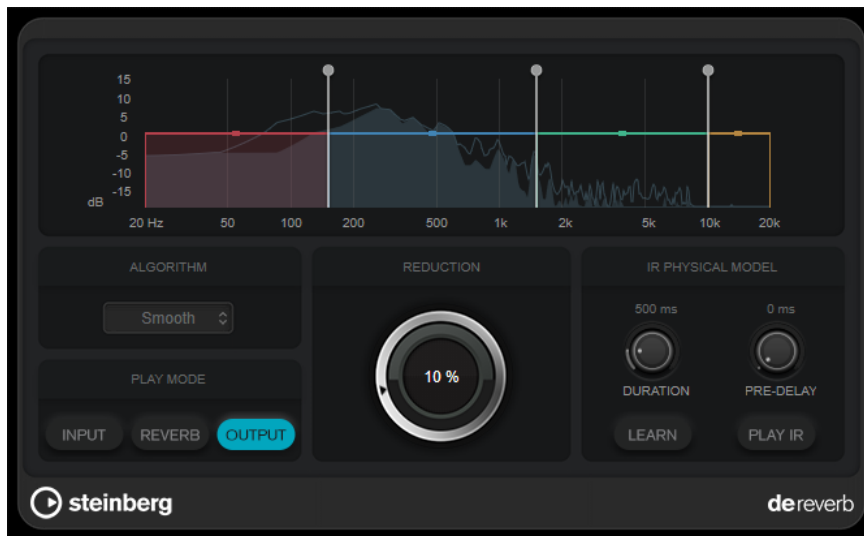 15
10
5
0
-5
-10
-15
dB
20 Hz 50 100 200 500 1k 2k 5k 10k 20k
ALGORITHM
Smooth
PLAY MODE
INPUT REVERB OUTPUT
REDUCTION
10 %
IR PHYSICAL MODEL
500 ms 0 ms
DURATION PRE-DELAY
LEARN PLAY IR
steinberg
dereverb